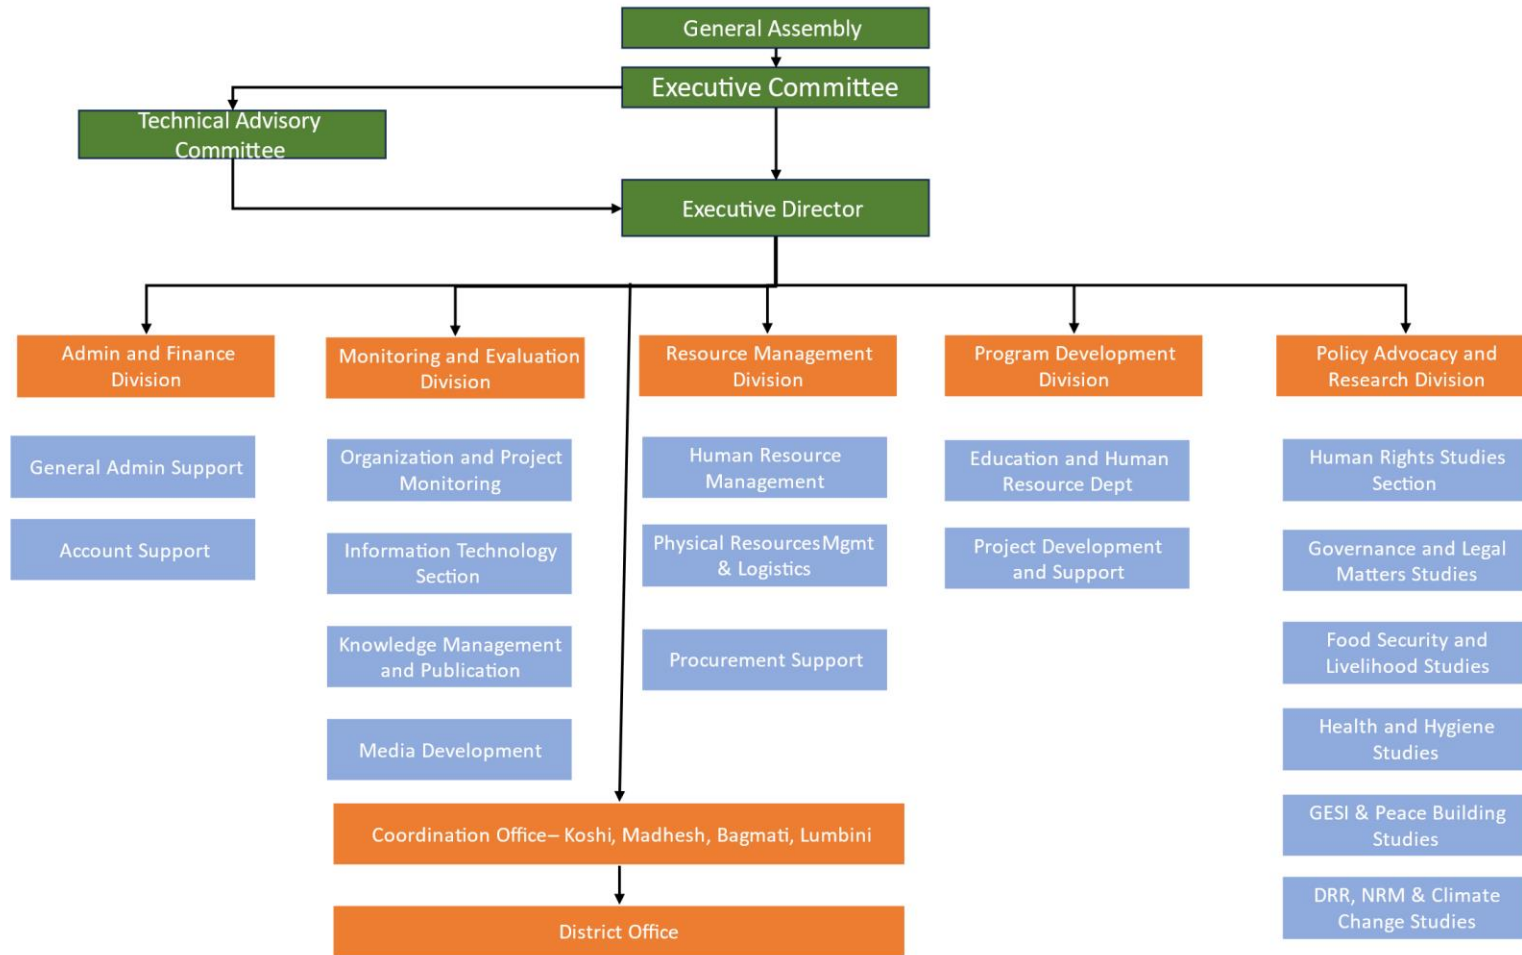 General Assembly
Executive Committee
Technical Advisory
Committee
Executive Director
Admin and Finance
Division
General Admin Support
Account Support
Monitoring and Evaluation
Division
Organization and Project
Monitoring
Information Technology
Section
Knowledge Management
and Publication
Media Development
Resource Management
Division
Human Resource
Management
Physical ResourcesMgmt
& Logistics
Procurement Support
Program Development
Division
Education and Human
Resource Dept
Project Development
and Support
Policy Advocacy and
Research Division
Human Rights Studies
Section
Governance and Legal
Matters Studies
Food Security and
Livelihood Studies
Health and Hygiene
Studies
GESI & Peace Building
Studies
DRR, NRM & Climate
Change Studies
Coordination Office– Koshi, Madhesh, Bagmati, Lumbini
District Office